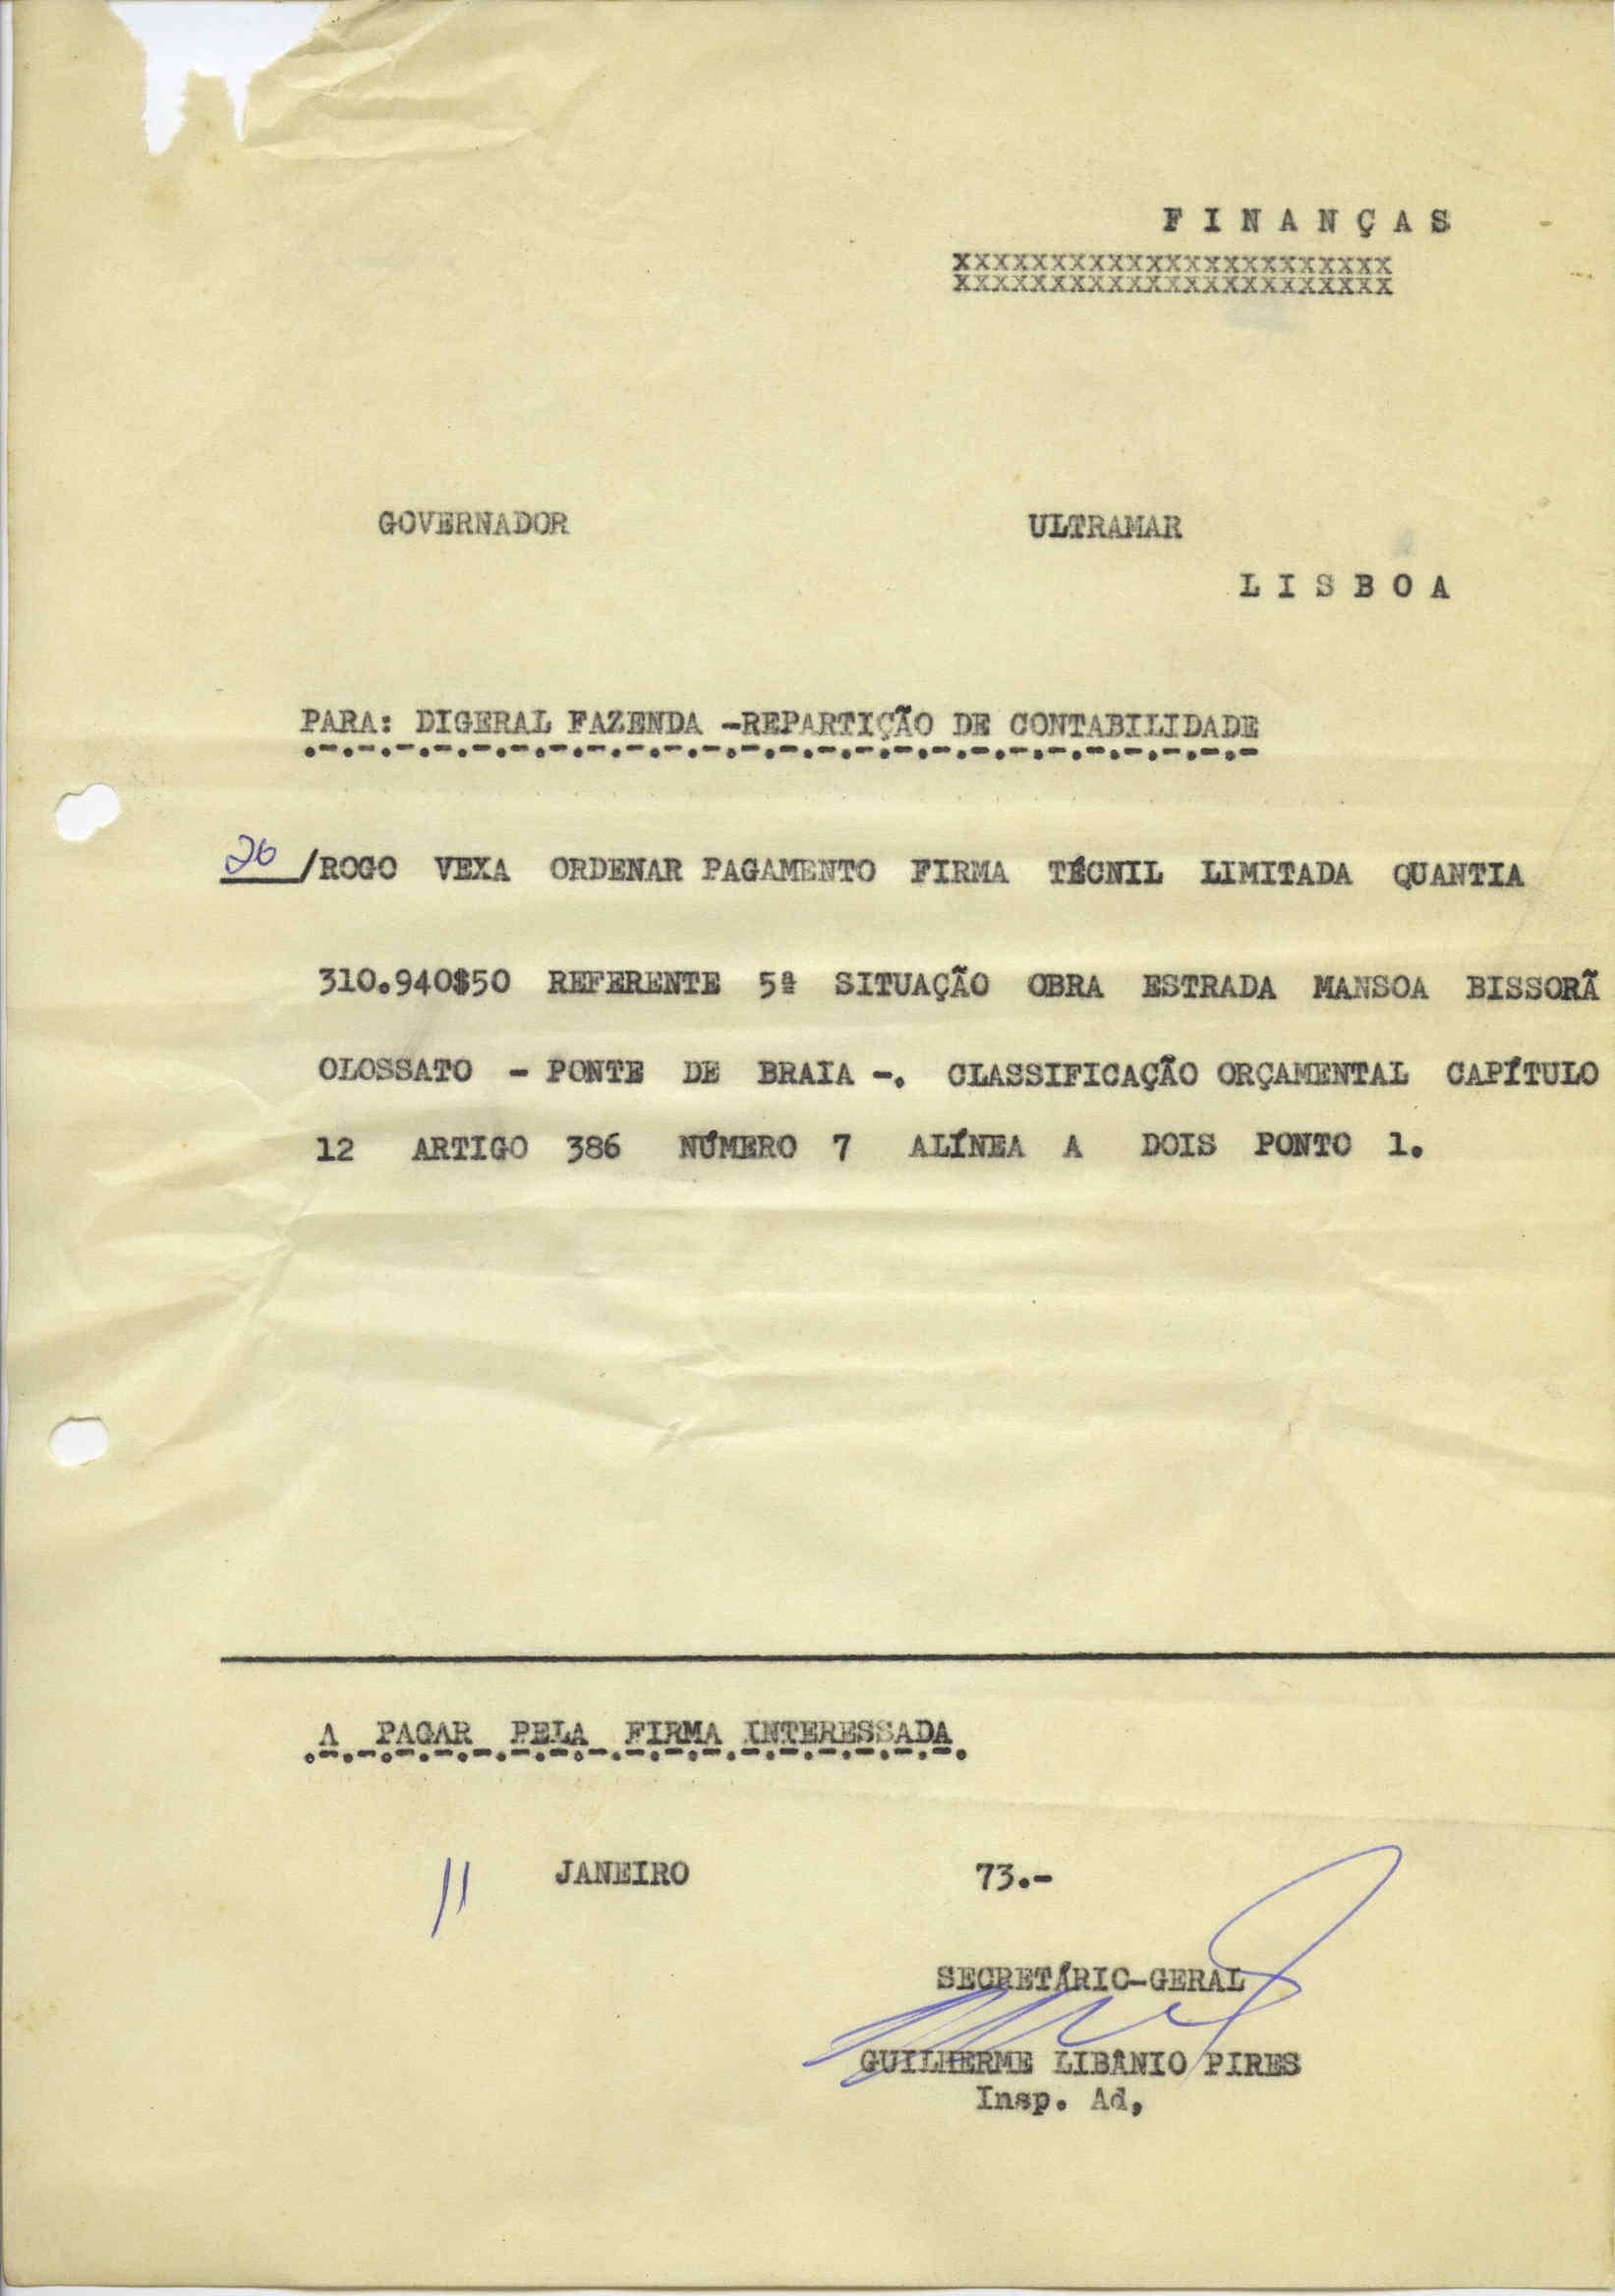 F I N A N Ç A S
XXXXXXXXXXXXXXXXXXXXXXX
XXXXXXXXXXXXXXXXXXXXXXX
GOVERNADOR ULTRAMAR
L I S B O A
PARA: DIGERAL FAZENDA -REPARTIÇÃO DE CONTABILIDADE
.-.-.-.-.-.-.-.-.-.-.-.-.-.-.-.-.-.-.-.-.-.-.-.-.-
26 /ROGO VEXA ORDENAR PAGAMENTO FIRMA TÉCNIL LIMITADA QUANTIA
310.940$50 REFERENTE 5ª SITUAÇÃO OBRA ESTRADA MANSOA BISSORÃ
OLOSSATO - PONTE DE BRAIA -. CLASSIFICAÇÃO ORÇAMENTAL CAPÍTULO
12 ARTIGO 386 NÚMERO 7 ALÍNEA A DOIS PONTO 1.
A PAGAR PELA FIRMA INTERESSADA
.-.-.-.-.-.-.-.-.-.-.-.-.-.-.-.-.-.
11 JANEIRO 73.-
SECRETÁRIO-GERAL
GUILHERME LIBÂNIO PIRES
Insp. Ad,